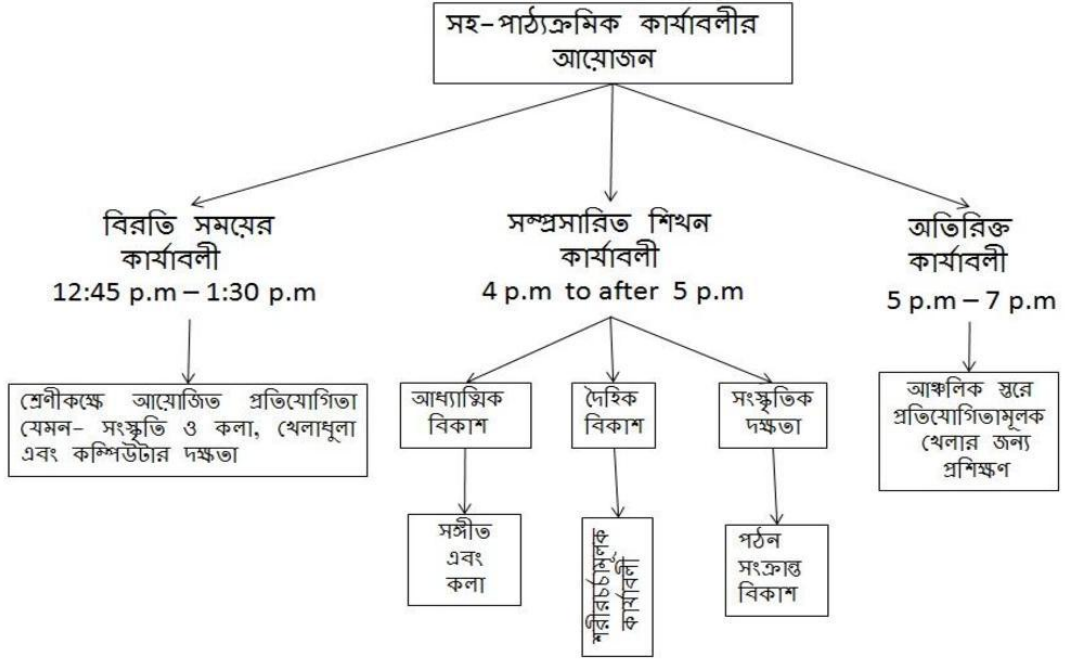 সহ-পাঠ্যক্রমিক কার্যাবলীর
আয়োজন
বিরতি সময়ের
কার্যাবলী
12:45 p.m – 1:30 p.m
সম্প্রসারিত শিখন
কার্যাবলী
4 p.m to after 5 p.m
অতিরিক্ত
কার্যাবলী
5 p.m – 7 p.m
শ্রেণীকক্ষে আয়োজিত প্রতিযোগিতা
যেমন- সংস্কৃতি ও কলা, খেলাধুলা
এবং কম্পিউটার দক্ষতা
আধ্যাত্মিক
বিকাশ
দৈহিক
বিকাশ
সংস্কৃতিক
দক্ষতা
আঞ্চলিক স্তরে
প্রতিযোগিতামূলক
খেলার জন্য
প্রশিক্ষণ
সঙ্গীত
এবং
কলা
শরীরচর্চামূলক
কার্যাবলী
পঠন
সংক্রান্ত
বিকাশ